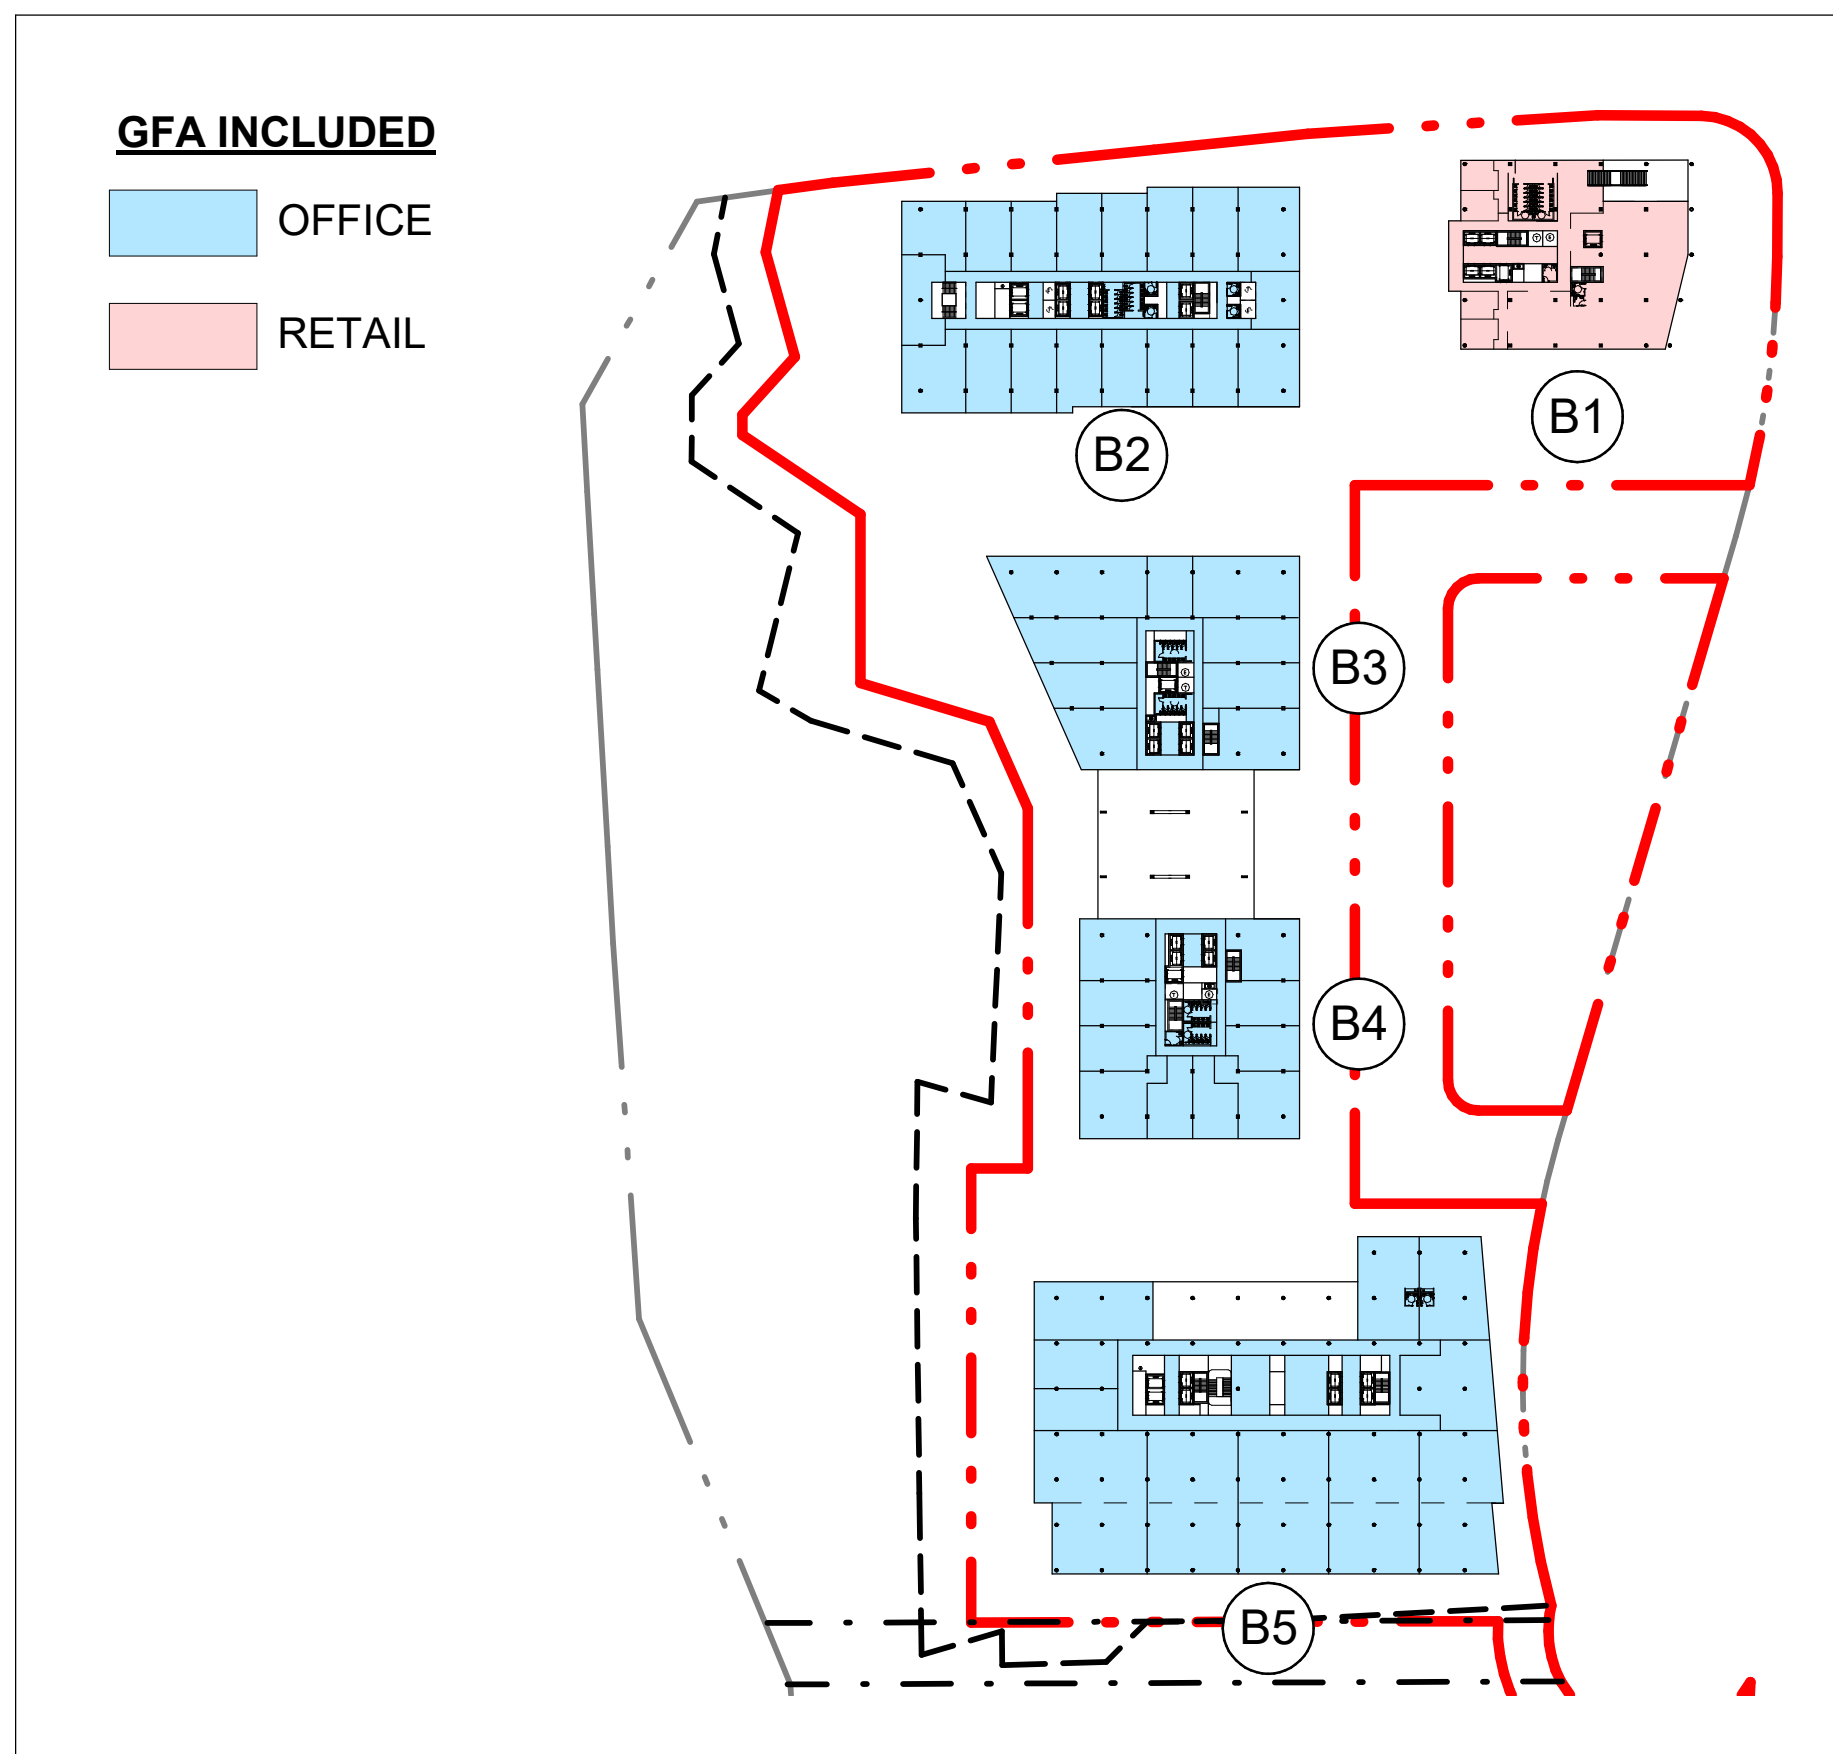 GFA INCLUDED
OFFICE
RETAIL
B1
B2
B3
B4
B5